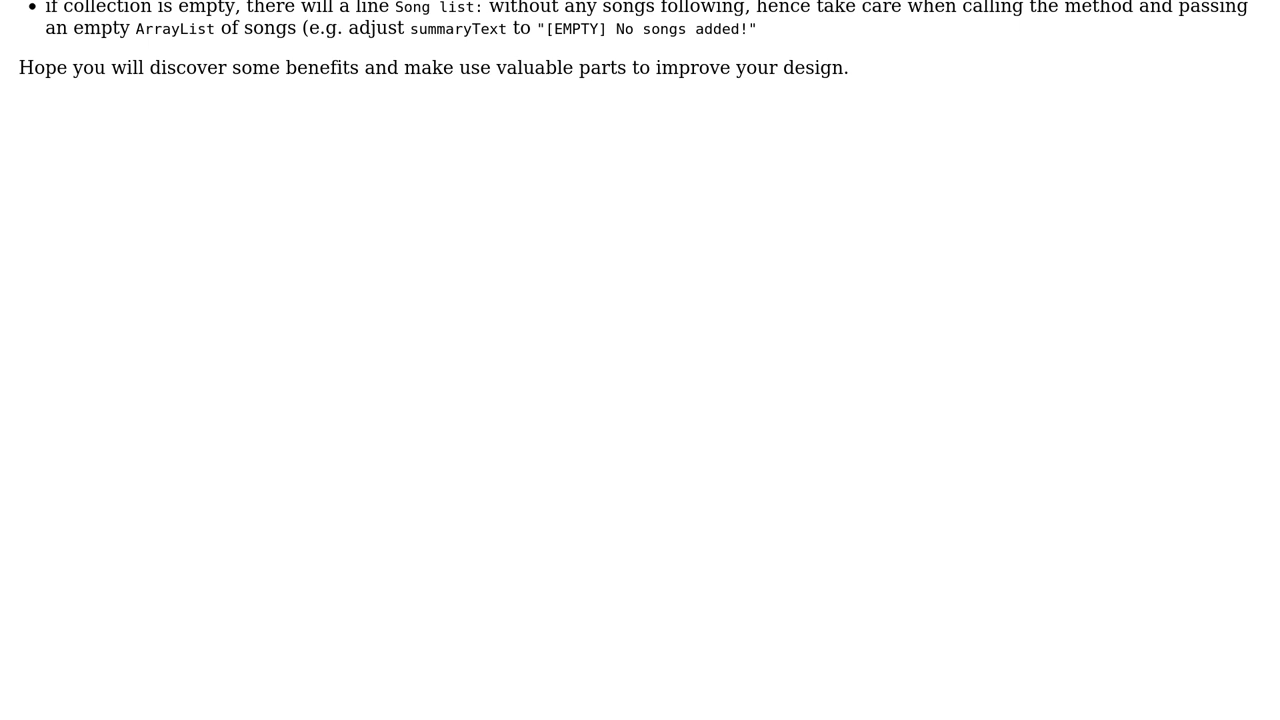 • if collection is empty, there will a line Song list: without any songs following, hence take care when calling the method and passing
an empty ArrayList of songs (e.g. adjust summaryText to "[EMPTY] No songs added!"
Hope you will discover some benefits and make use valuable parts to improve your design.